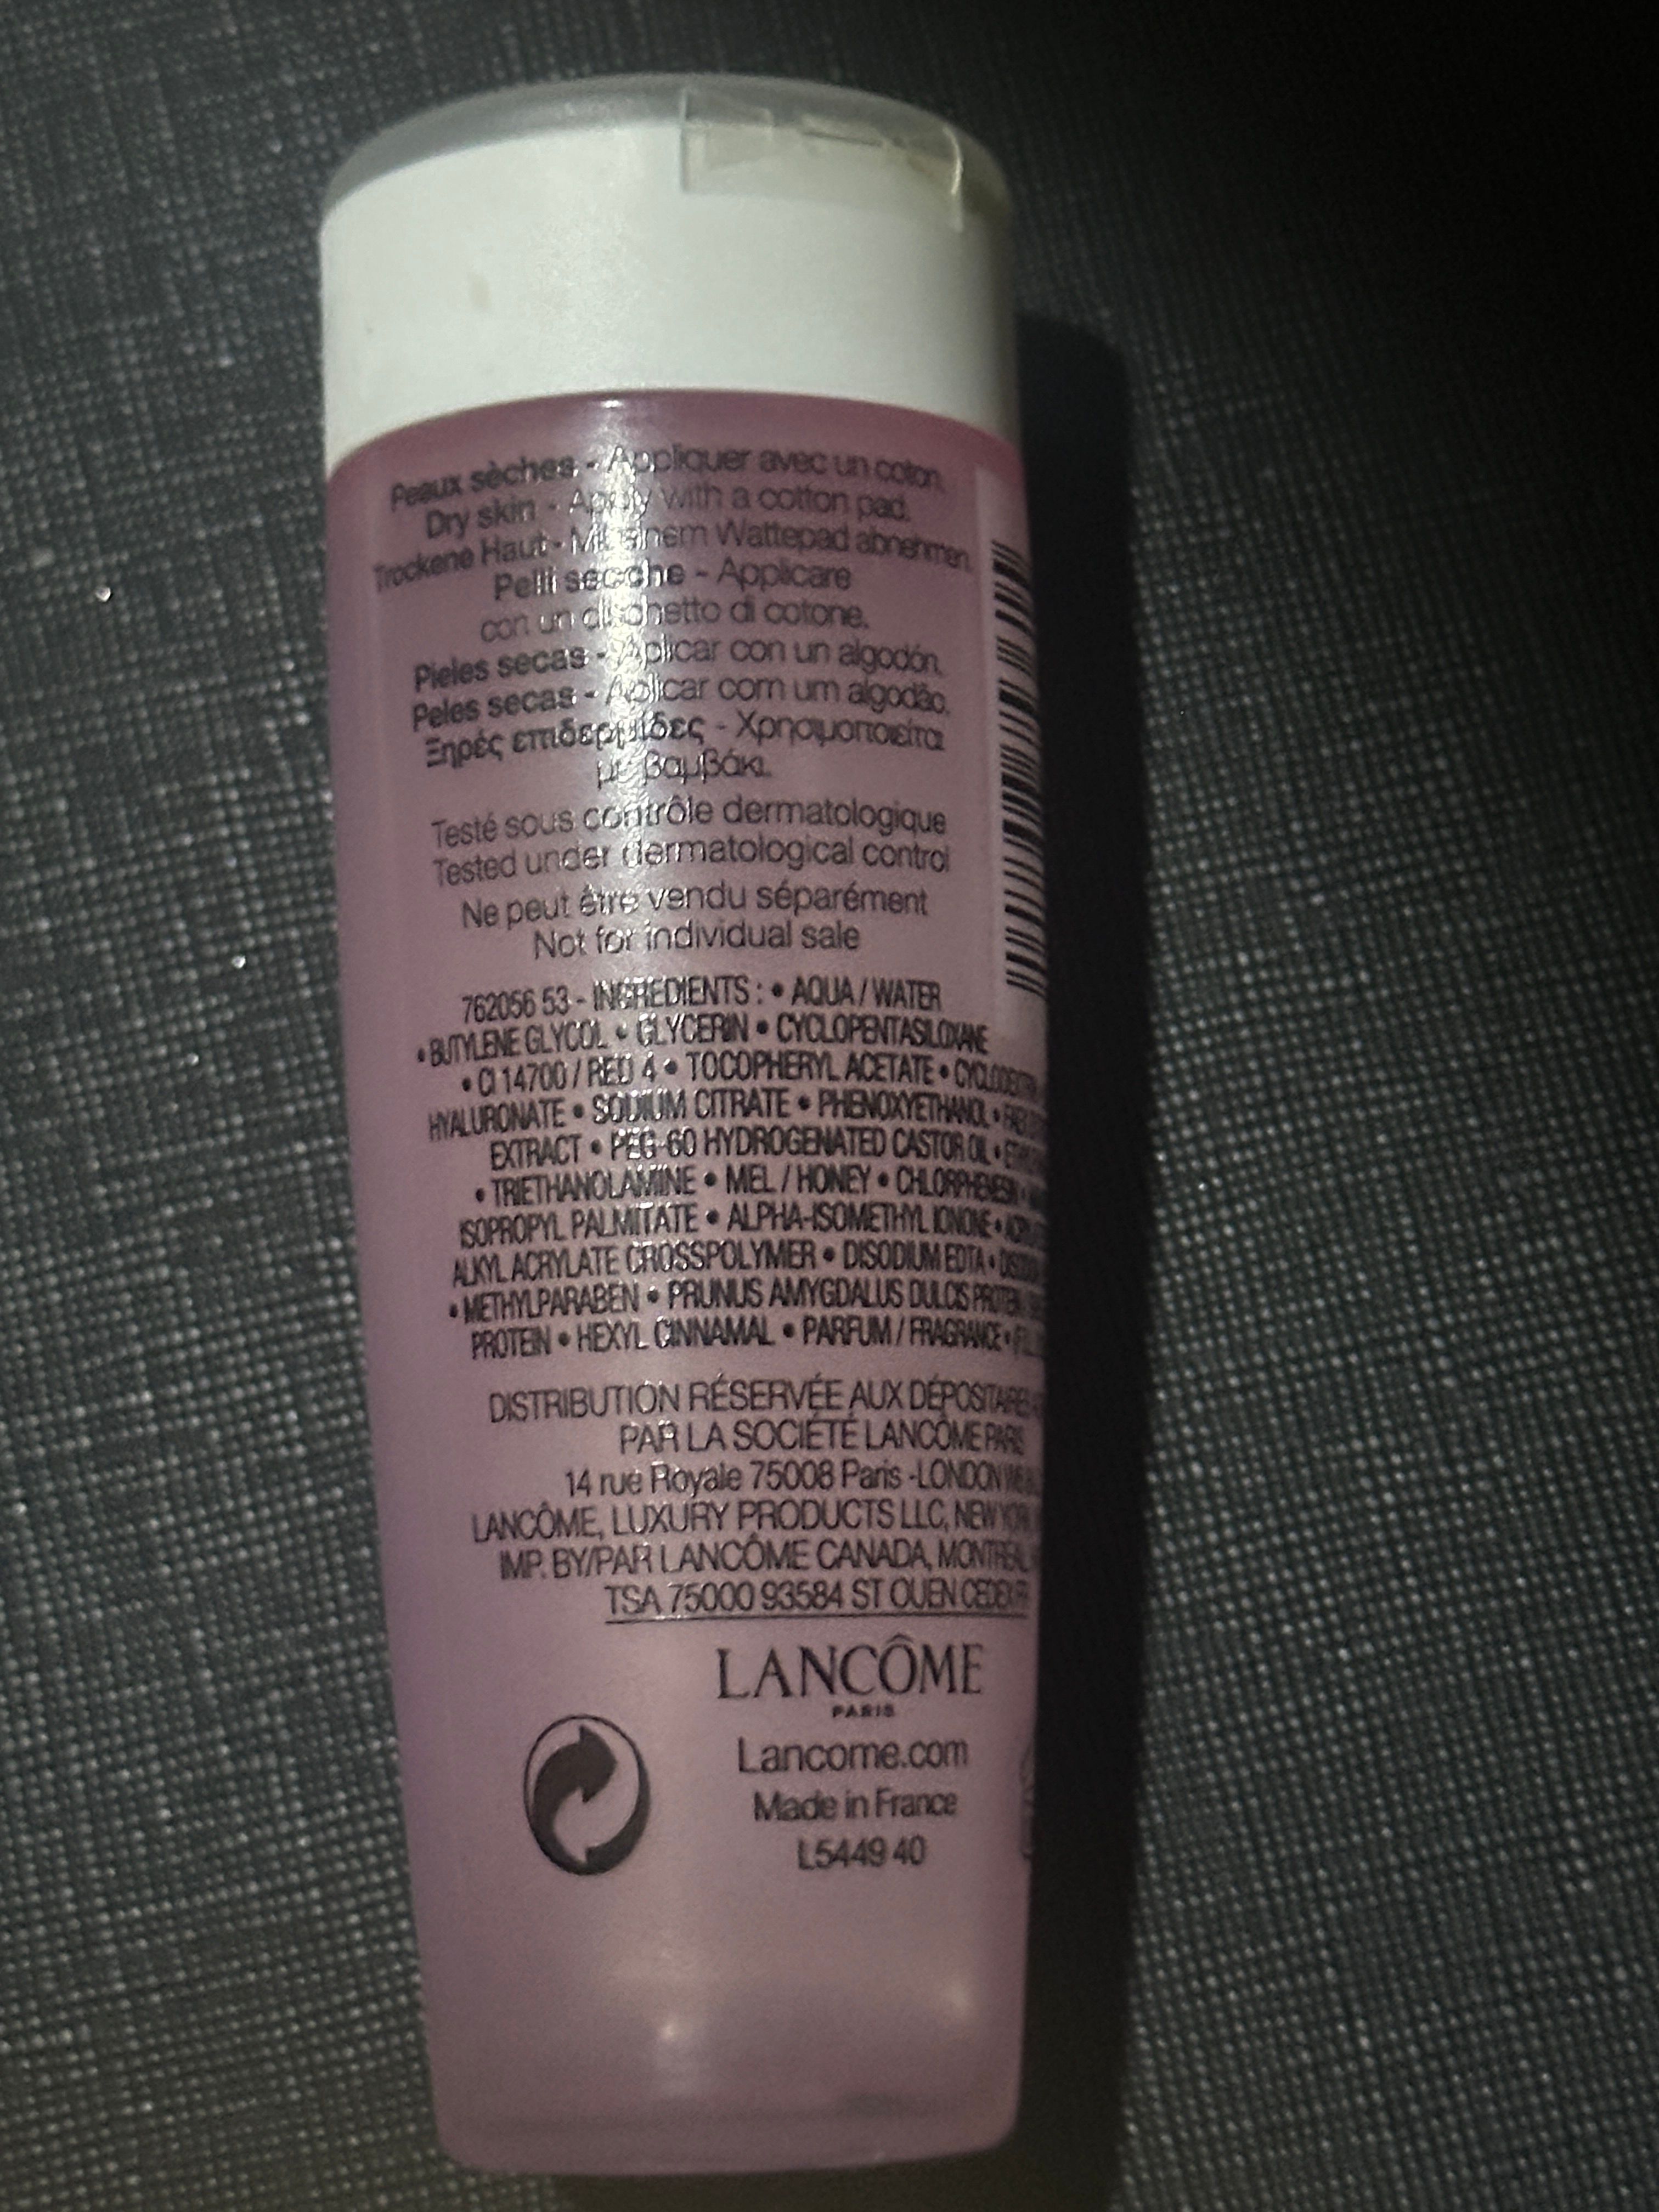 Peaux sèches - Appliquer avec un coton.
Dry skin - Apply with a cotton pad.
Trockene Haut - Mit einem Wattepad abnehmen.
Pelli secche - Applicare
con un dischetto di cotone.
Pieles secas - Aplicar con un algodón.
Peles secas - Aplicar com um algodão.
Ξηρές επιδερμίδες - Χρησιμοποιείται
με βαμβάκι.
Testé sous contrôle dermatologique
Tested under dermatological control
Ne peut être vendu séparément
Not for individual sale
762056 53 - INGREDIENTS : • AQUA / WATER
• BUTYLENE GLYCOL • GLYCERIN • CYCLOPENTASILOXANE
• CI 14700 / RED 4 • TOCOPHERYL ACETATE •
HYALURONATE • SODIUM CITRATE • PHENOXYETHANOL •
EXTRACT • PEG-60 HYDROGENATED CASTOR OIL •
• TRIETHANOLAMINE • MEL / HONEY • CHLORPHENESIN •
ISOPROPYL PALMITATE • ALPHA-ISOMETHYL IONONE •
ALKYL ACRYLATE CROSSPOLYMER • DISODIUM EDTA •
• METHYLPARABEN • PRUNUS AMYGDALUS DULCIS PROTEIN
PROTEIN • HEXYL CINNAMAL • PARFUM / FRAGRANCE •
DISTRIBUTION RÉSERVÉE AUX DÉPOSITAIRES
PAR LA SOCIÉTÉ LANCÔME PARIS
14 rue Royale 75008 Paris - LONDON
LANCÔME, LUXURY PRODUCTS LLC, NEW YORK
IMP. BY/PAR LANCÔME CANADA, MONTRÉAL
TSA 75000 93584 ST OUEN CEDEX FR
LANCÔME
PARIS
Lancome.com
Made in France
L5449 40